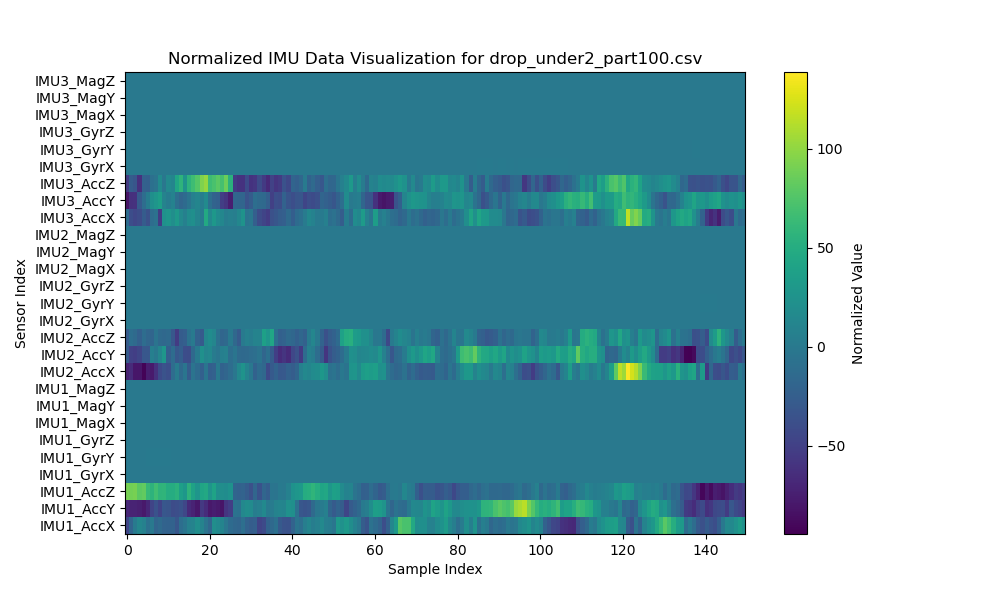 Normalized IMU Data Visualization for drop_under2_part100.csv
IMU3_MagZ
IMU3_MagY
IMU3_MagX
IMU3_GyrZ
IMU3_GyrY
IMU3_GyrX
IMU3_AccZ
IMU3_AccY
IMU3_AccX
IMU2_MagZ
IMU2_MagY
IMU2_MagX
IMU2_GyrZ
IMU2_GyrY
IMU2_GyrX
IMU2_AccZ
IMU2_AccY
IMU2_AccX
IMU1_MagZ
IMU1_MagY
IMU1_MagX
IMU1_GyrZ
IMU1_GyrY
IMU1_GyrX
IMU1_AccZ
IMU1_AccY
IMU1_AccX
Sensor Index
0 20 40 60 80 100 120 140
Sample Index
100
50
0
−50
Normalized Value